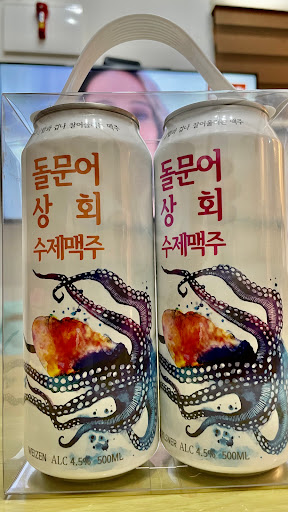 돌문어
상 회
수제맥주
WEIZEN ALC 4.5% 500ML
돌문어
상 회
수제맥주
ALC 4.5% 500ML